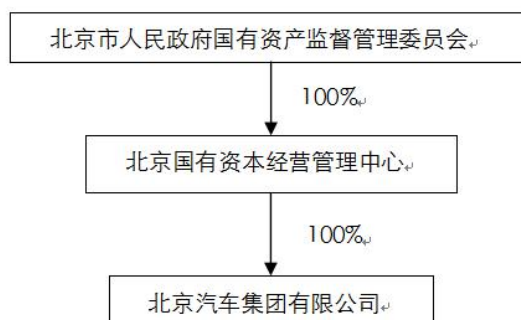 北京市人民政府国有资产监督管理委员会
100%
北京国有资本经营管理中心
100%
北京汽车集团有限公司